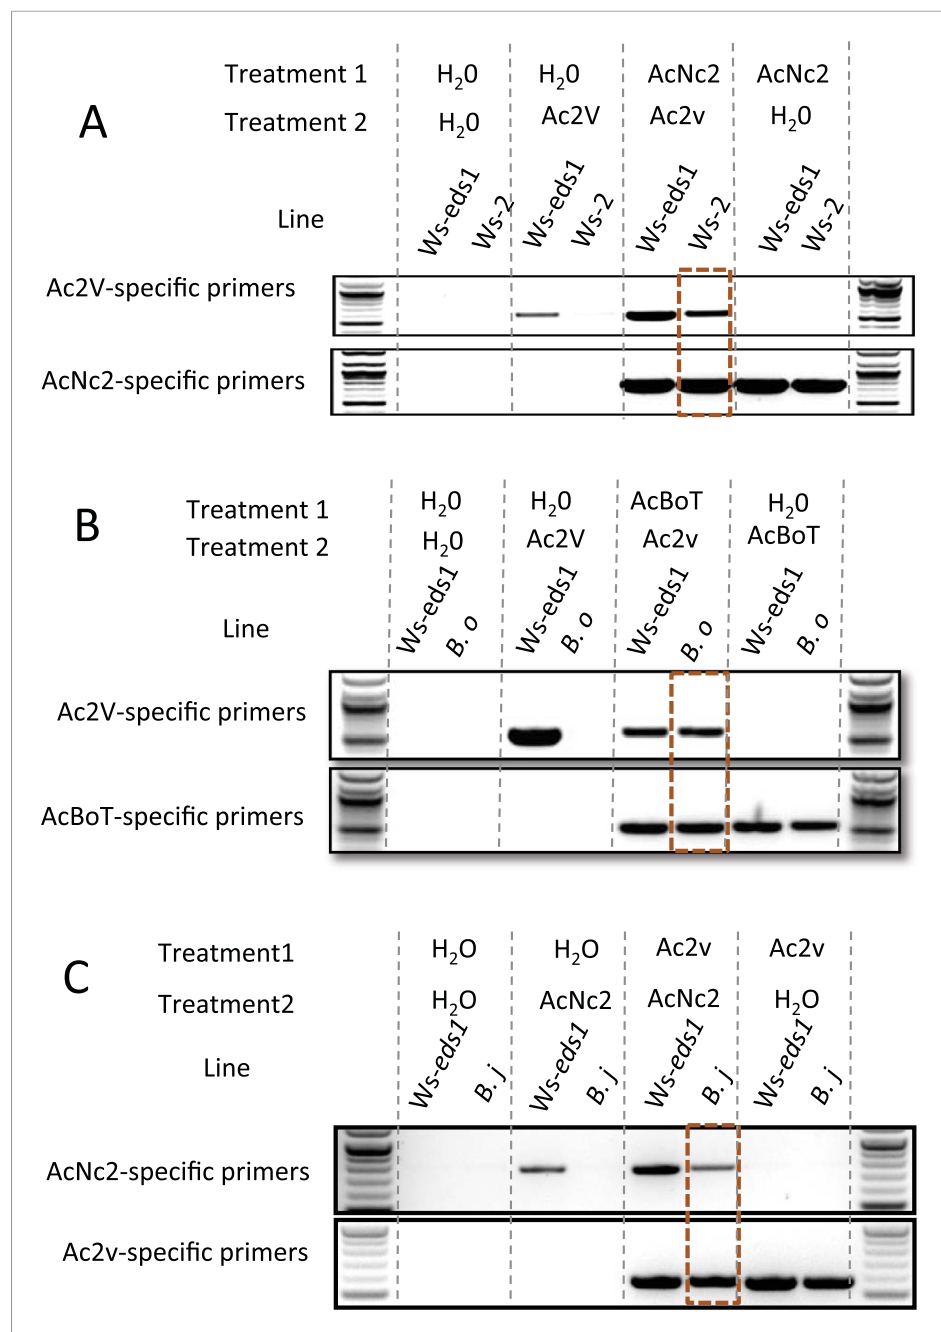 A
Treatment 1 H₂0 H₂0 AcNc2 AcNc2
Treatment 2 H₂0 Ac2V Ac2v H₂0
Line Ws-eds1 Ws-2 Ws-eds1 Ws-2 Ws-eds1 Ws-2 Ws-eds1 Ws-2
Ac2V-specific primers
AcNc2-specific primers
B
Treatment 1 H₂0 H₂0 AcBoT H₂0
Treatment 2 H₂0 Ac2V Ac2v AcBoT
Line Ws-eds1 B. o Ws-eds1 B. o Ws-eds1 B. o Ws-eds1 B. o
Ac2V-specific primers
AcBoT-specific primers
C
Treatment1 H₂O H₂O Ac2v Ac2v
Treatment2 H₂O AcNc2 AcNc2 H₂O
Line Ws-eds1 B. j Ws-eds1 B. j Ws-eds1 B. j Ws-eds1 B. j
AcNc2-specific primers
Ac2v-specific primers